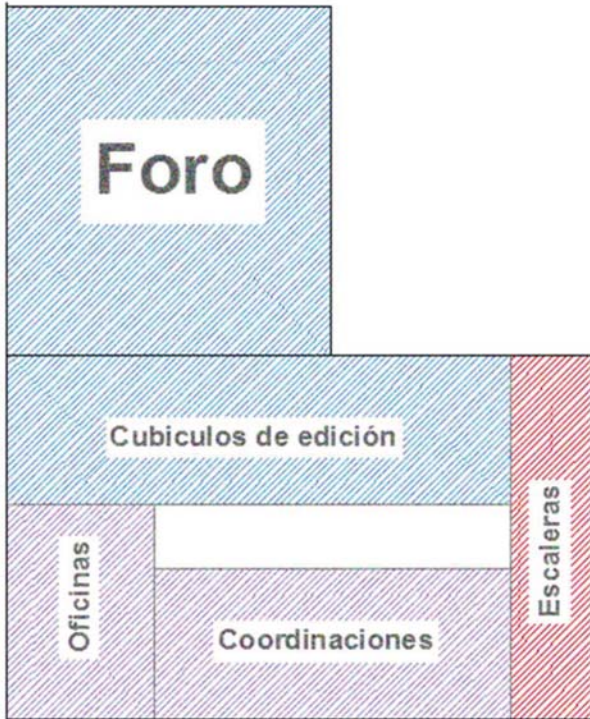 Foro
Cubiculos de edición
Oficinas
Coordinaciones
Escaleras